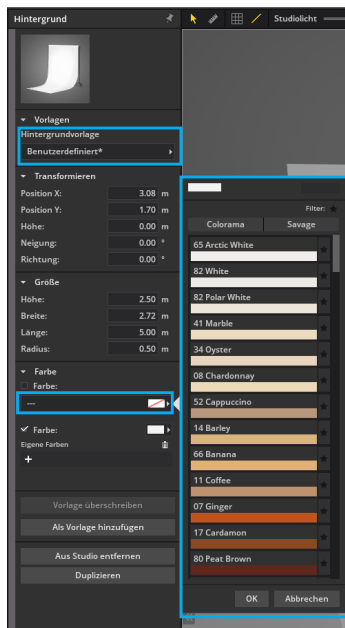 Hintergrund
Studiolicht
Vorlagen
Hintergrundvorlage
Benutzerdefiniert*
Transformieren
Position X: 3.08 m
Position Y: 1.70 m
Höhe: 0.00 m
Neigung: 0.00 °
Richtung: 0.00 °
Größe
Höhe: 2.50 m
Breite: 2.72 m
Länge: 5.00 m
Radius: 0.50 m
Farbe
Farbe:
---
Farbe:
Eigene Farben
+
Vorlage überschreiben
Als Vorlage hinzufügen
Aus Studio entfernen
Duplizieren
Filter:
Colorama Savage
65 Arctic White
82 White
82 Polar White
41 Marble
34 Oyster
08 Chardonnay
52 Cappuccino
14 Barley
66 Banana
11 Coffee
07 Ginger
17 Cardamon
80 Peat Brown
OK Abbrechen